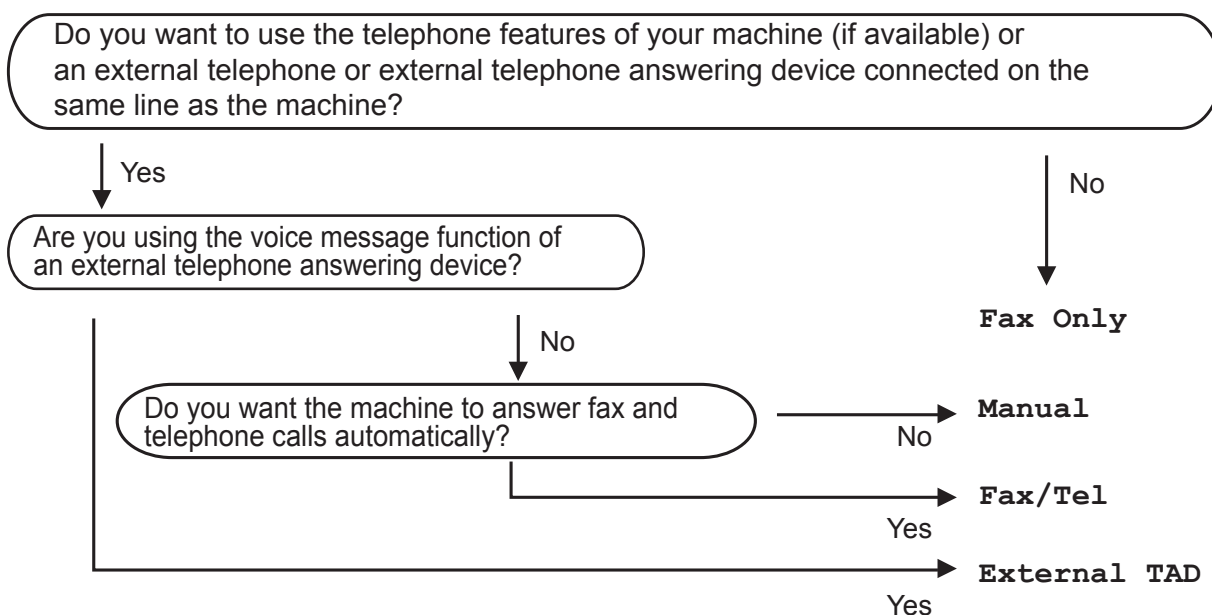 Do you want to use the telephone features of your machine (if available) or
an external telephone or external telephone answering device connected on the
same line as the machine?
Yes
No
Are you using the voice message function of
an external telephone answering device?
Fax Only
No
Do you want the machine to answer fax and
telephone calls automatically?
Manual
No
Fax/Tel
Yes
External TAD
Yes